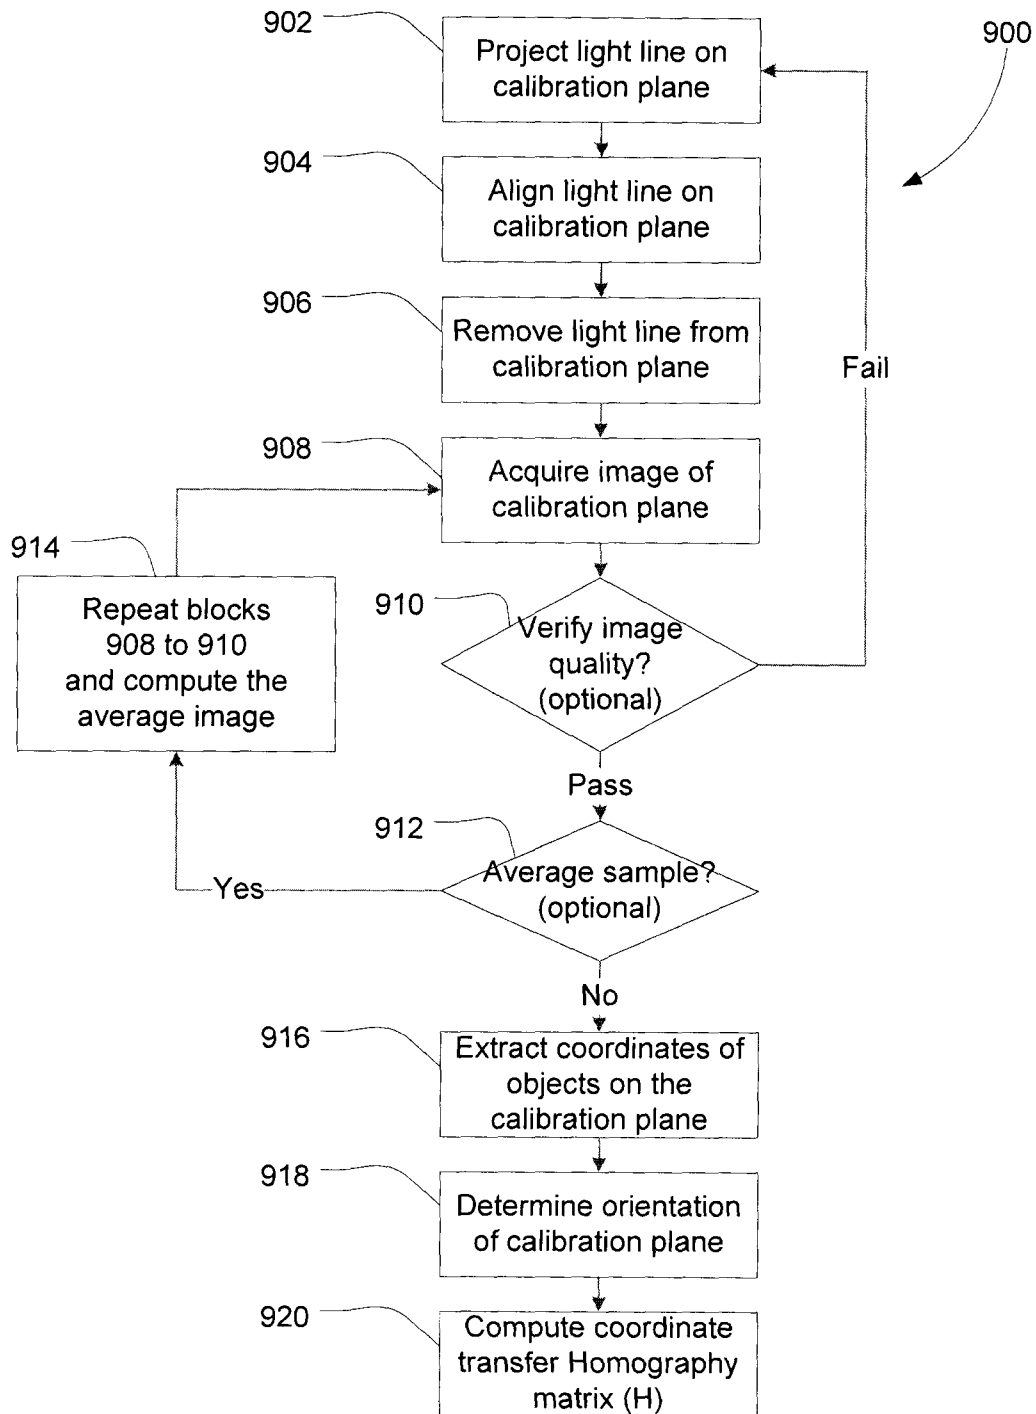 902
Project light line on
calibration plane
900
904
Align light line on
calibration plane
906
Remove light line from
calibration plane
Fail
908
Acquire image of
calibration plane
914
Repeat blocks
908 to 910
and compute the
average image
910
Verify image
quality?
(optional)
Pass
912
Average sample?
(optional)
Yes
No
916
Extract coordinates of
objects on the
calibration plane
918
Determine orientation
of calibration plane
920
Compute coordinate
transfer Homography
matrix (H)